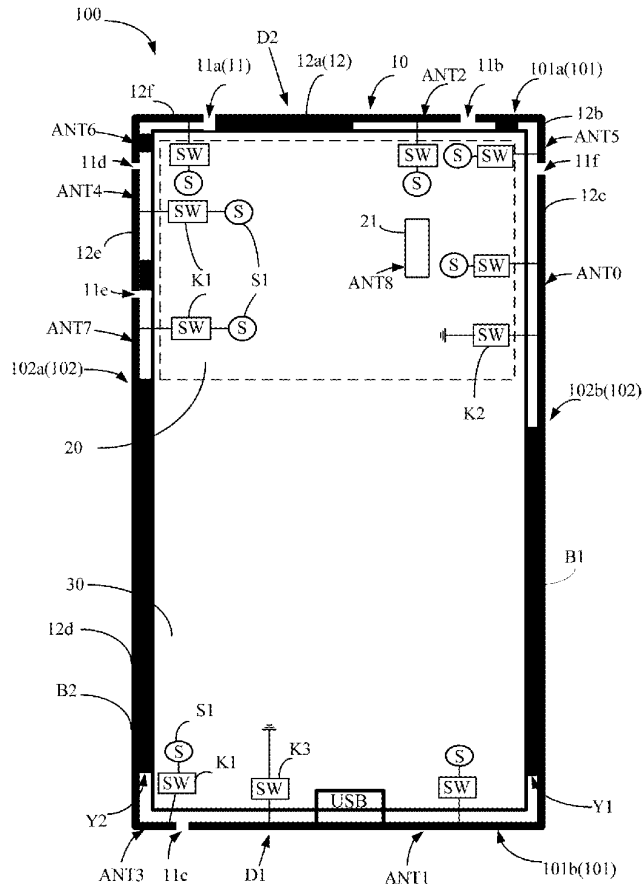 100
D2
11a(11)
12a(12)
10
ANT2
11b
101a(101)
12f
12b
ANT6
ANT5
SW
SW
S
SW
11d
11f
S
S
ANT4
SW
S
12c
21
12e
S
SW
K1
S1
ANT8
ANT0
11e
SW
S
SW
ANT7
102a(102)
K2
102b(102)
20
B1
30
12d
B2
S1
S
K3
S
SW
K1
SW
SW
USB
Y2
Y1
ANT3
11c
D1
ANT1
101b(101)